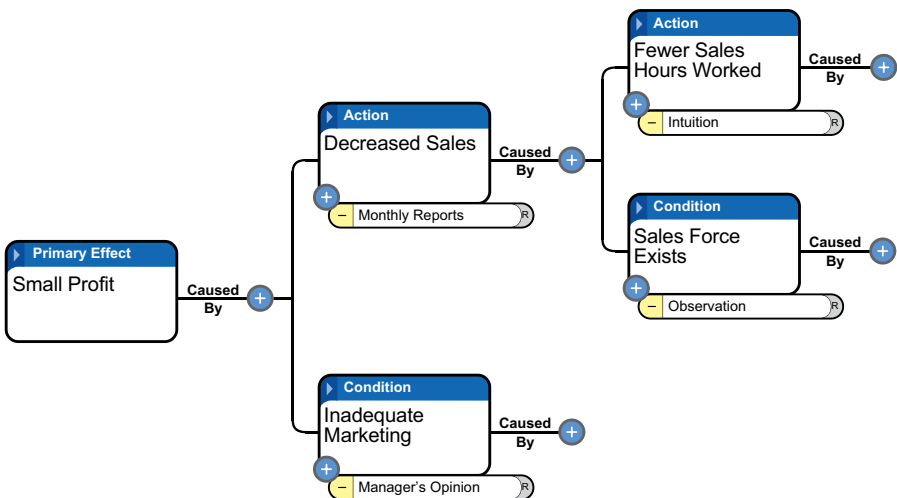 Primary Effect
Small Profit
Caused
By
+
Action
Decreased Sales
+
− Monthly Reports R
Caused
By
+
Condition
Inadequate
Marketing
+
− Manager's Opinion R
Caused
By
+
Action
Fewer Sales
Hours Worked
+
− Intuition R
Caused
By
+
Condition
Sales Force
Exists
+
− Observation R
Caused
By
+